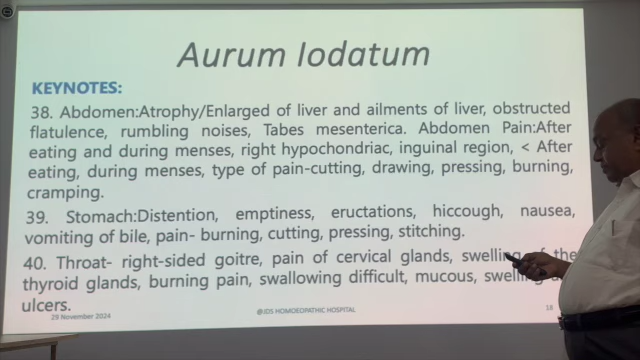 Aurum Iodatum
KEYNOTES:
38. Abdomen:Atrophy/Enlarged of liver and ailments of liver, obstructed
flatulence, rumbling noises, Tabes mesenterica. Abdomen Pain:After
eating and during menses, right hypochondriac, inguinal region, < After
eating, during menses, type of pain-cutting, drawing, pressing, burning,
cramping.
39. Stomach:Distention, emptiness, eructations, hiccough, nausea,
vomiting of bile, pain- burning, cutting, pressing, stitching.
40. Throat- right-sided goitre, pain of cervical glands, swelling of the
thyroid glands, burning pain, swallowing difficult, mucous,
ulcers.
29 November 2024 @JDS HOMOEOPATHIC HOSPITAL 18